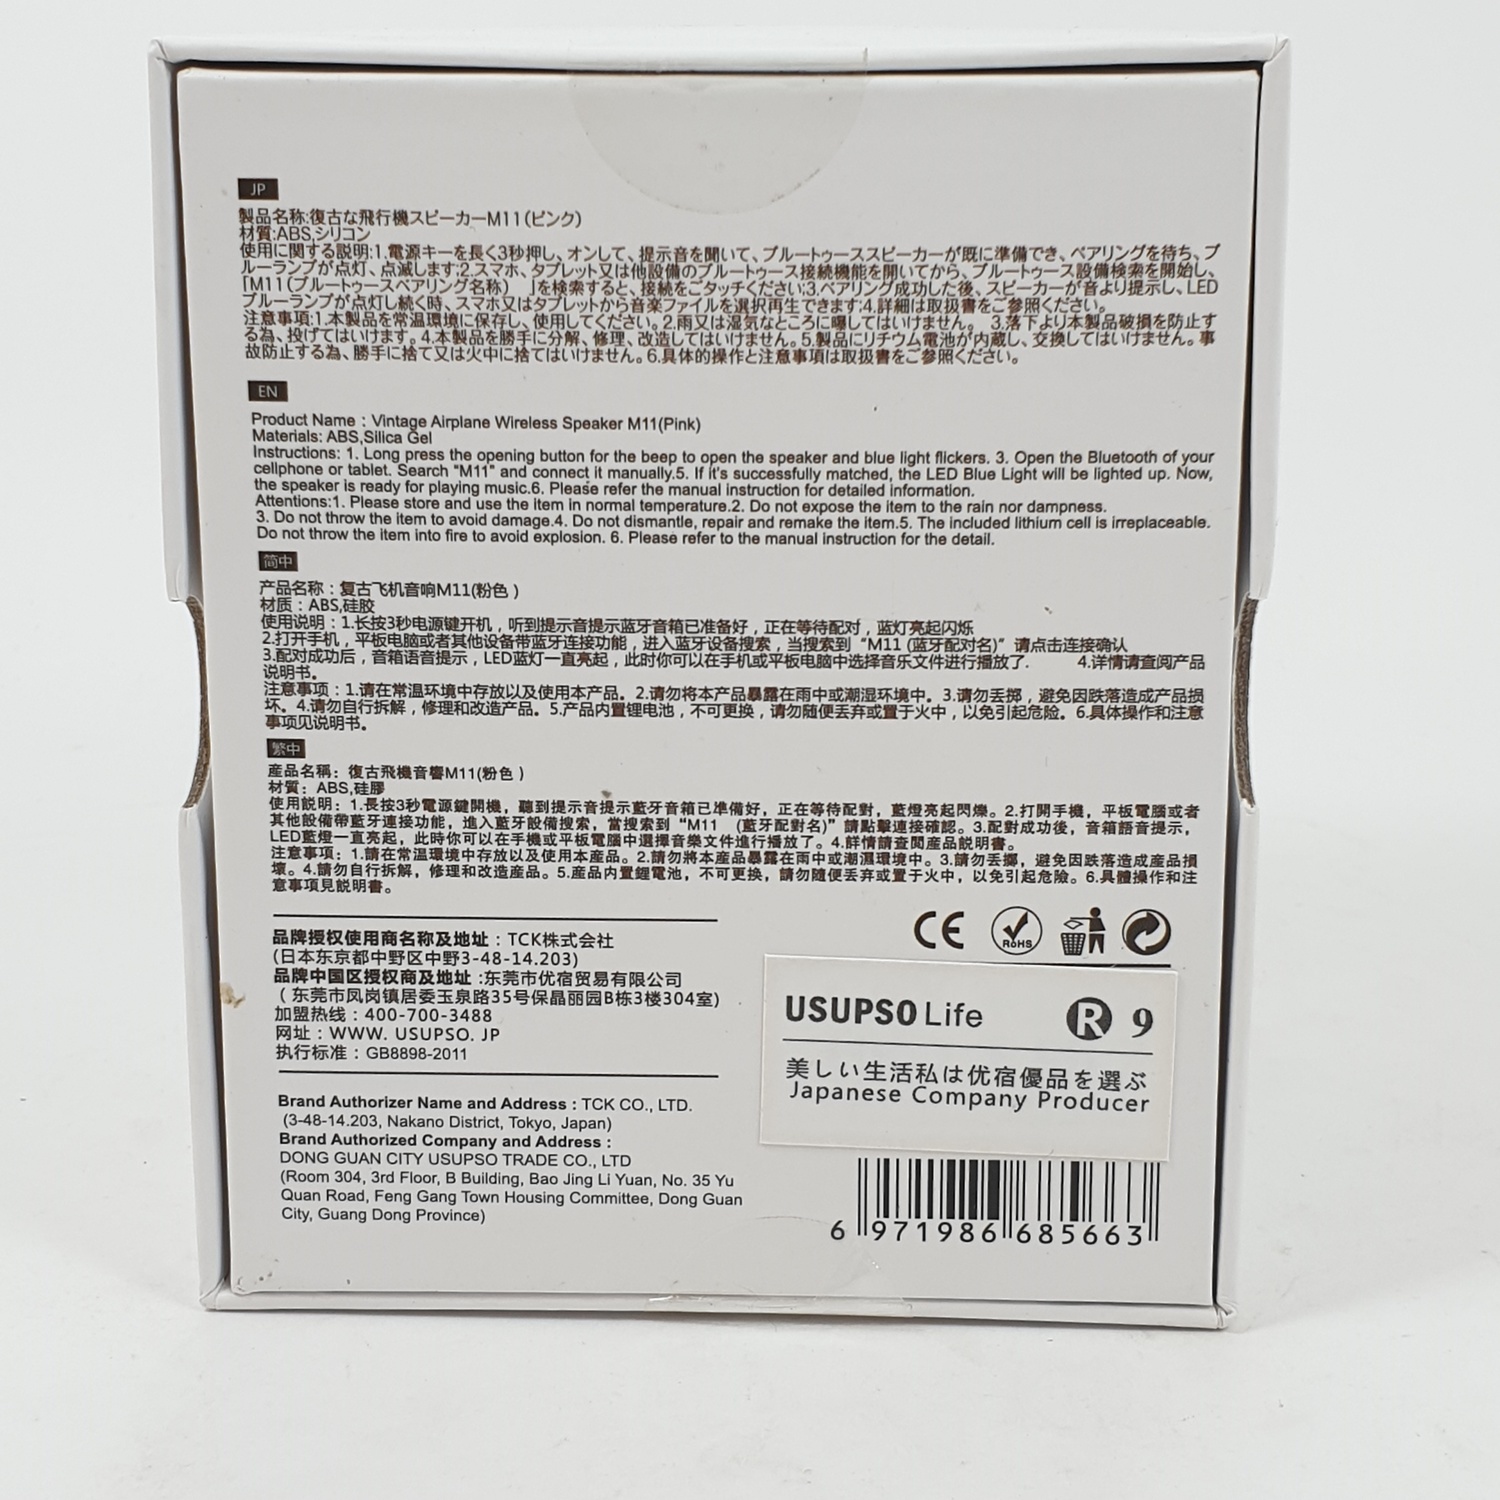 JP
製品名称:復古な飛行機スピーカーM11(ピンク)
材質:ABS,シリコン
使用に関する説明:1.電源キーを長く3秒押し、オンして、提示音を聞いて、ブルートゥーススピーカーが既に準備でき、ペアリングを待ち、ブ
ルーランプが点灯、点滅します;2.スマホ、タブレット又は他設備のブルートゥース接続機能を開いてから、ブルートゥース設備検索を開始し、
「M11(ブルートゥースペアリング名称) 」を検索すると、接続をごタッチください;3.ペアリング成功した後、スピーカーが音より提示し、LED
ブルーランプが点灯し続く時、スマホ又はタブレットから音楽ファイルを選択再生できます;4.詳細は取扱書をご参照ください。
注意事項:1.本製品を常温環境に保存し、使用してください。2.雨又は湿気なところに曝してはいけません。 3.落下より本製品破損を防止す
る為、投げてはいけます。4.本製品を勝手に分解、修理、改造してはいけません。5.製品にリチウム電池が内蔵し、交換してはいけません。事
故防止する為、勝手に捨て又は火中に捨てはいけません。6.具体的操作と注意事項は取扱書をご参照ください。
EN
Product Name : Vintage Airplane Wireless Speaker M11(Pink)
Materials: ABS,Silica Gel
Instructions: 1. Long press the opening button for the beep to open the speaker and blue light flickers. 3. Open the Bluetooth of your
cellphone or tablet. Search "M11" and connect it manually.5. If it's successfully matched, the LED Blue Light will be lighted up. Now,
the speaker is ready for playing music.6. Please refer the manual instruction for detailed information.
Attentions:1. Please store and use the item in normal temperature.2. Do not expose the item to the rain nor dampness.
3. Do not throw the item to avoid damage.4. Do not dismantle, repair and remake the item.5. The included lithium cell is irreplaceable.
Do not throw the item into fire to avoid explosion. 6. Please refer to the manual instruction for the detail.
简中
产品名称：复古飞机音响M11(粉色)
材质：ABS,硅胶
使用说明：1.长按3秒电源键开机，听到提示音提示蓝牙音箱已准备好，正在等待配对，蓝灯亮起闪烁
2.打开手机，平板电脑或者其他设备带蓝牙连接功能，进入蓝牙设备搜索，当搜索到"M11 (蓝牙配对名)" 请点击连接确认
3.配对成功后，音箱语音提示，LED蓝灯一直亮起，此时你可以在手机或平板电脑中选择音乐文件进行播放了. 4.详情请查阅产品
说明书。
注意事项：1.请在常温环境中存放以及使用本产品。2.请勿将本产品暴露在雨中或潮湿环境中。3.请勿丢掷，避免因跌落造成产品损
坏。4.请勿自行拆解，修理和改造产品。5.产品内置锂电池，不可更换，请勿随便丢弃或置于火中，以免引起危险。6.具体操作和注意
事项见说明书。
繁中
產品名稱：復古飛機音響M11(粉色)
材質：ABS,硅膠
使用説明：1.長按3秒電源鍵開機，聽到提示音提示藍牙音箱已準備好，正在等待配對，藍燈亮起閃爍。2.打開手機，平板電腦或者
其他設備帶藍牙連接功能，進入藍牙設備搜索，當搜索到"M11 (藍牙配對名)"請點擊連接確認。3.配對成功後，音箱語音提示，
LED藍燈一直亮起，此時你可以在手機或平板電腦中選擇音樂文件進行播放了。4.詳情請查閲產品説明書。
注意事項：1.請在常溫環境中存放以及使用本產品。2.請勿將本產品暴露在雨中或潮濕環境中。3.請勿丟擲，避免因跌落造成產品損
壞。4.請勿自行拆解，修理和改造產品。5.產品内置鋰電池，不可更換，請勿隨便丟弃或置于火中，以免引起危險。6.具體操作和注
意事項見説明書。
品牌授权使用商名称及地址：TCK株式会社
(日本东京都中野区中野3-48-14.203)
品牌中国区授权商及地址:东莞市优宿贸易有限公司
(东莞市凤岗镇居委玉泉路35号保晶丽园B栋3楼304室)
加盟热线：400-700-3488
网址：WWW. USUPSO. JP
执行标准：GB8898-2011
Brand Authorizer Name and Address : TCK CO., LTD.
(3-48-14.203, Nakano District, Tokyo, Japan)
Brand Authorized Company and Address :
DONG GUAN CITY USUPSO TRADE CO., LTD
(Room 304, 3rd Floor, B Building, Bao Jing Li Yuan, No. 35 Yu
Quan Road, Feng Gang Town Housing Committee, Dong Guan
City, Guang Dong Province)
CE
RoHS
USUPSO Life ® 9
美しい生活私は优宿優品を選ぶ
Japanese Company Producer
6 971986 685663